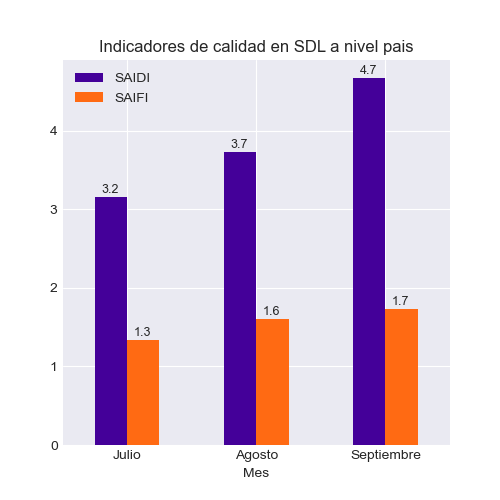 Indicadores de calidad en SDL a nivel pais
SAIDI
SAIFI
4.7
4
3.7
3.2
3
2
1.7
1.6
1.3
1
0
Julio
Agosto
Septiembre
Mes